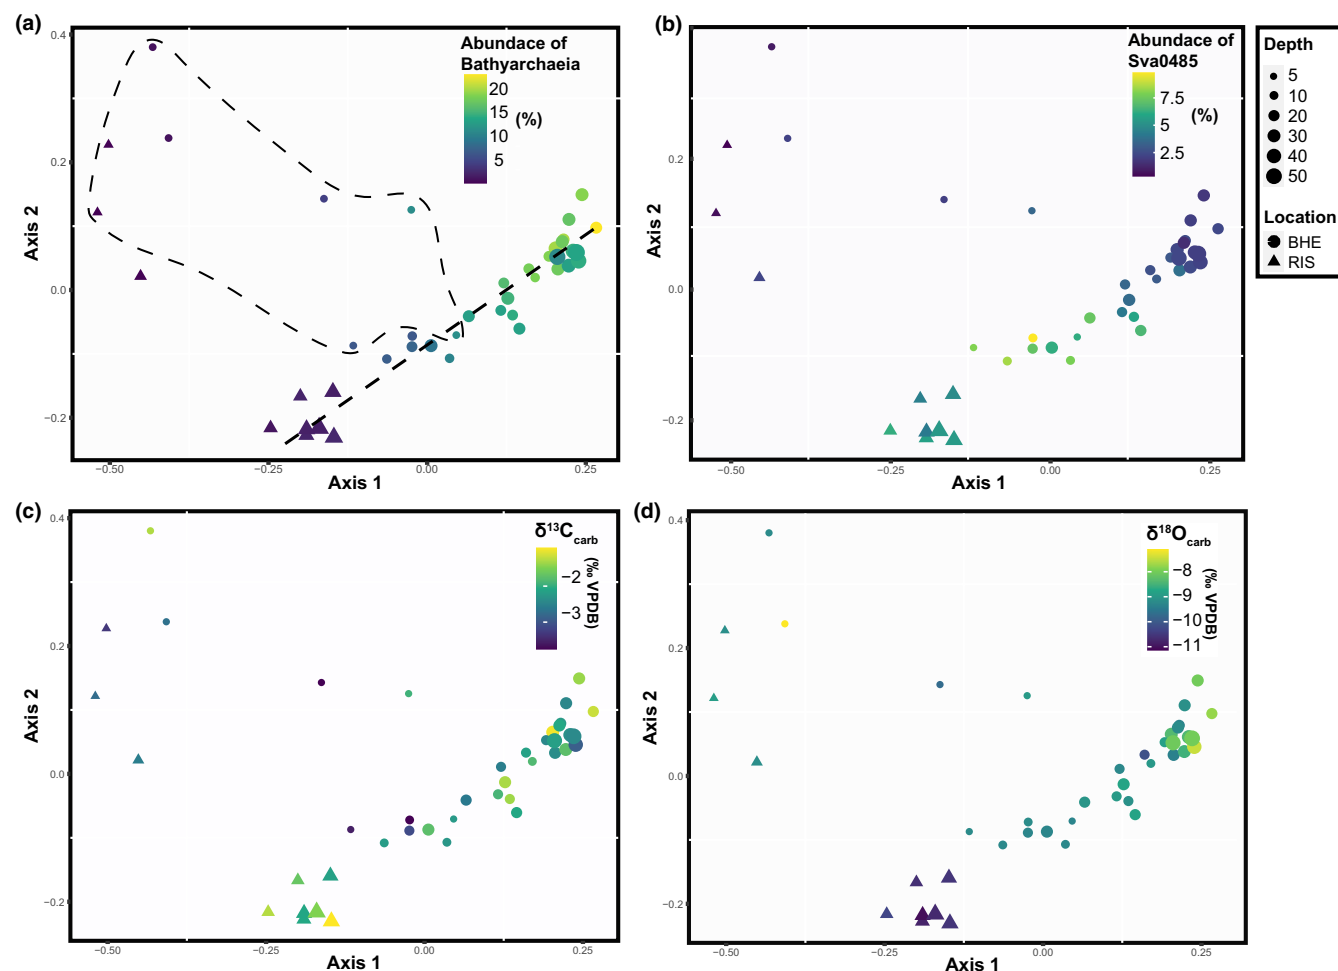 (a)
Abundace of
Bathyarchaeia
20
15
10
5
(%)
0.4
0.2
0.0
−0.2
Axis 2
−0.50
−0.25
0.00
0.25
Axis 1
(b)
Abundace of
Sva0485
7.5
5
2.5
(%)
0.4
0.2
0.0
−0.2
Axis 2
−0.50
−0.25
0.00
0.25
Axis 1
Depth
5
10
20
30
40
50
Location
BHE
RIS
(c)
δ¹³Ccarb
−2
−3
(‰ VPDB)
0.4
0.2
0.0
−0.2
Axis 2
−0.50
−0.25
0.00
0.25
Axis 1
(d)
δ¹⁸Ocarb
−8
−9
−10
−11
(‰ VPDB)
0.4
0.2
0.0
−0.2
Axis 2
−0.50
−0.25
0.00
0.25
Axis 1